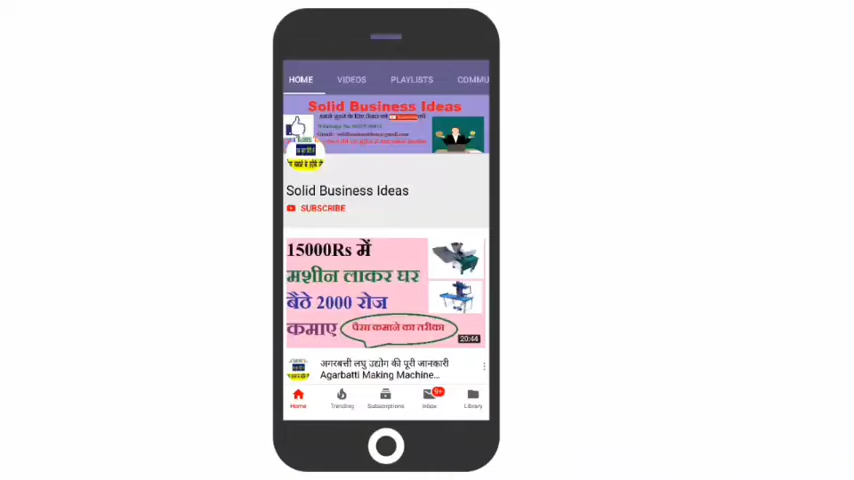 HOME VIDEOS PLAYLISTS COMMU
Solid Business Ideas
Solid Business Ideas
SUBSCRIBE
15000Rs में
मशीन लाकर घर
बैठे 2000 रोज
कमाए पैसा कमाने का तरीका
20:44
अगरबत्ती लघु उद्योग की पूरी जानकारी
Agarbatti Making Machine...
9+
Home Trending Subscriptions Inbox Library